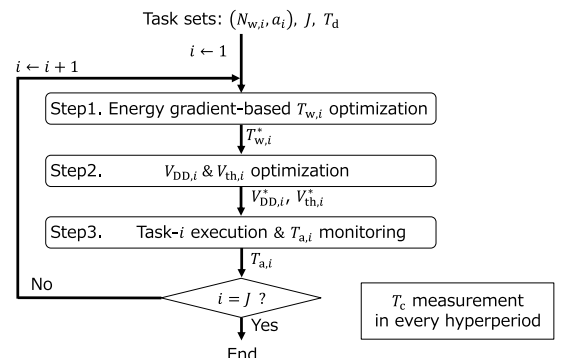 Task sets: (N_w,i, a_i), J, T_d
i ← 1
i ← i + 1
Step1. Energy gradient-based T_w,i optimization
T*_w,i
Step2. V_DD,i & V_th,i optimization
V*_DD,i, V*_th,i
Step3. Task-i execution & T_a,i monitoring
T_a,i
No
i = J ?
Yes
End
T_c measurement
in every hyperperiod